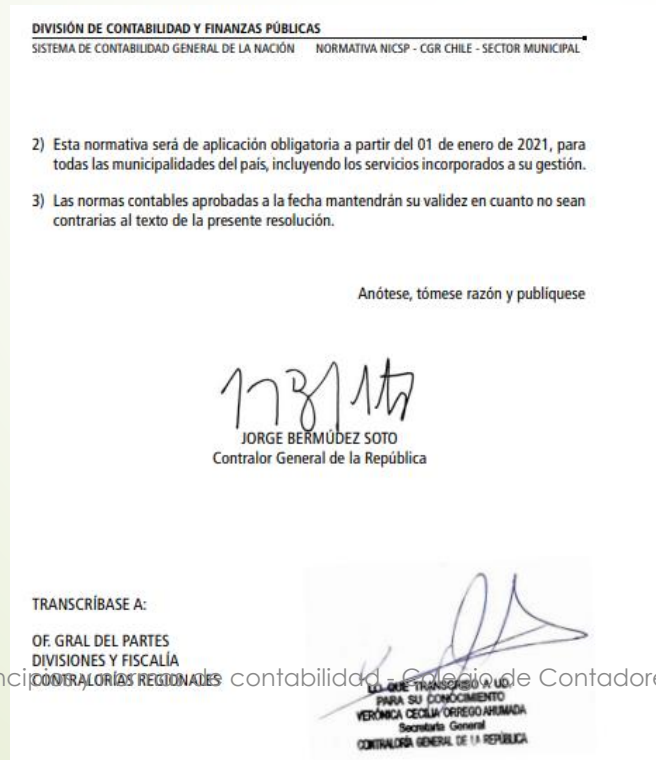 DIVISIÓN DE CONTABILIDAD Y FINANZAS PÚBLICAS
SISTEMA DE CONTABILIDAD GENERAL DE LA NACIÓN NORMATIVA NICSP - CGR CHILE - SECTOR MUNICIPAL
2) Esta normativa será de aplicación obligatoria a partir del 01 de enero de 2021, para
todas las municipalidades del país, incluyendo los servicios incorporados a su gestión.
3) Las normas contables aprobadas a la fecha mantendrán su validez en cuanto no sean
contrarias al texto de la presente resolución.
Anótese, tómese razón y publíquese
JORGE BERMÚDEZ SOTO
Contralor General de la República
TRANSCRÍBASE A:
OF. GRAL DEL PARTES
DIVISIONES Y FISCALÍA
CONTRALORÍAS REGIONALES
de contabilidad - Colegio de Contadore
LO QUE TRANSCRIBO A UD.
PARA SU CONOCIMIENTO
VERÓNICA CECILIA ORREGO AHUMADA
Secretaria General
CONTRALORÍA GENERAL DE LA REPÚBLICA